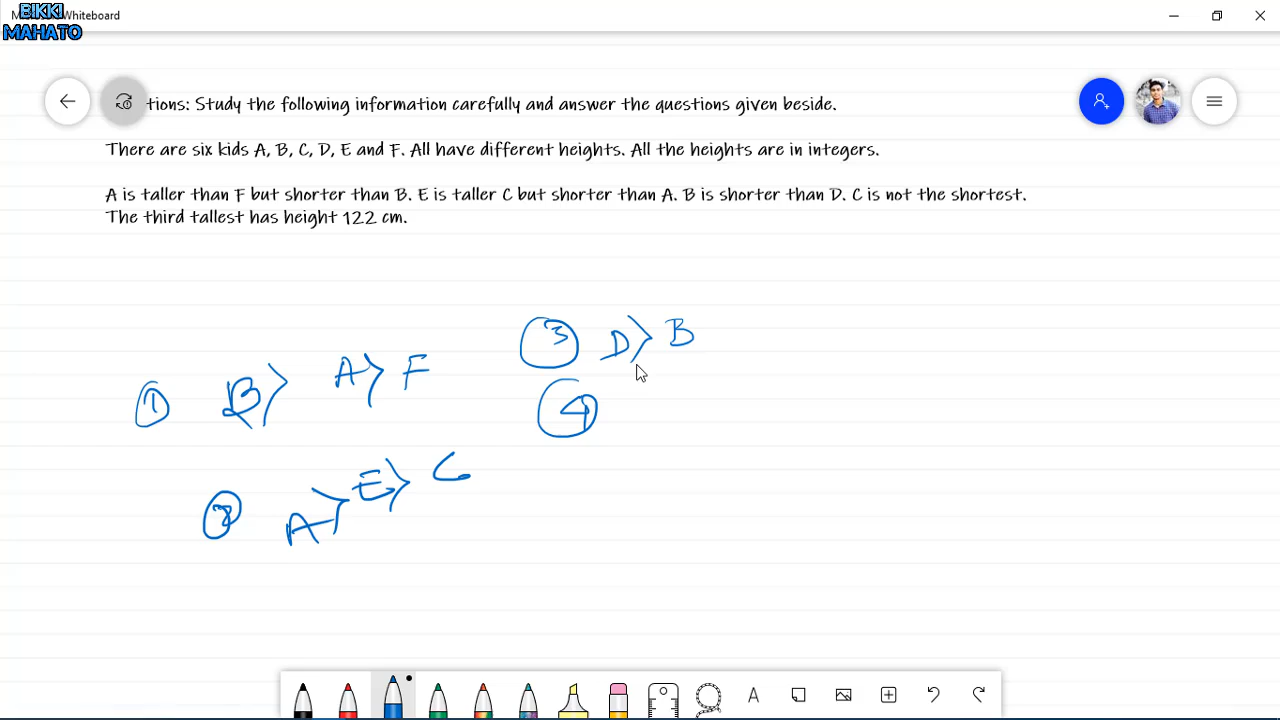 BIKKI
MAHATO
Whiteboard
tions: Study the following information carefully and answer the questions given beside.
There are six kids A, B, C, D, E and F. All have different heights. All the heights are in integers.
A is taller than F but shorter than B. E is taller C but shorter than A. B is shorter than D. C is not the shortest.
The third tallest has height 122 cm.
③ D > B
① B > A > F
④
② A > E > C
A